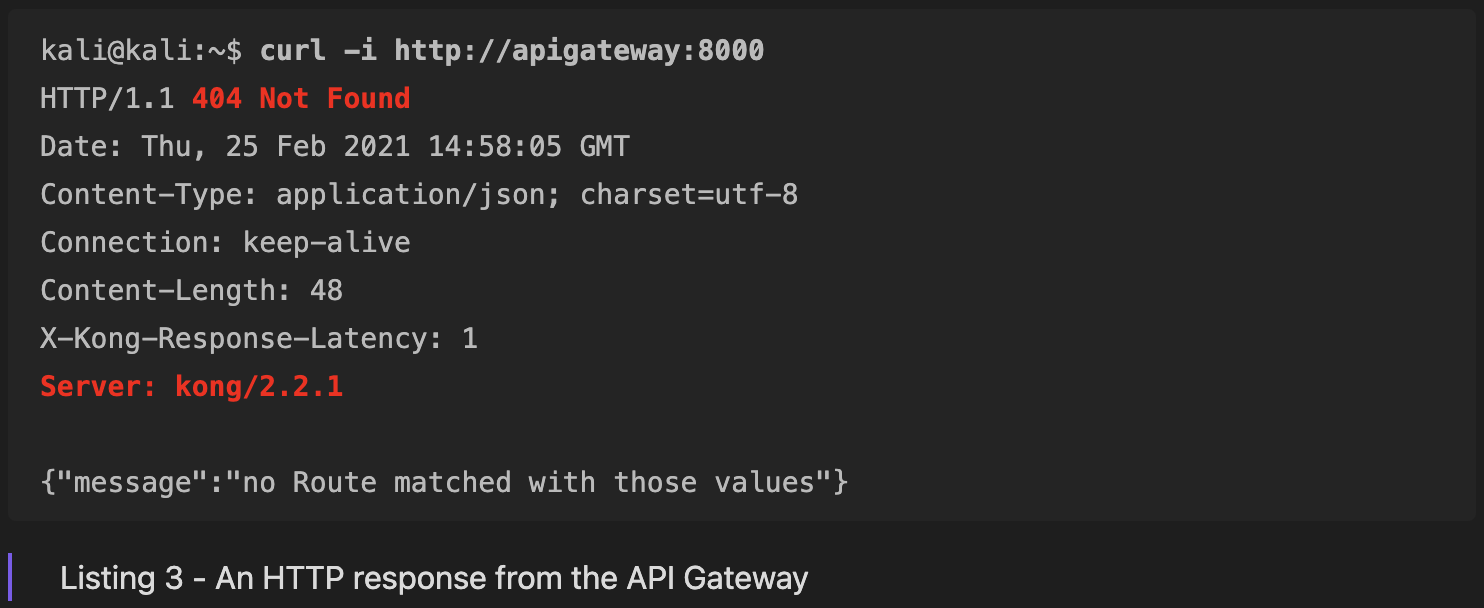 kali@kali:~$ curl -i http://apigateway:8000
HTTP/1.1 404 Not Found
Date: Thu, 25 Feb 2021 14:58:05 GMT
Content-Type: application/json; charset=utf-8
Connection: keep-alive
Content-Length: 48
X-Kong-Response-Latency: 1
Server: kong/2.2.1
{"message":"no Route matched with those values"}
Listing 3 - An HTTP response from the API Gateway